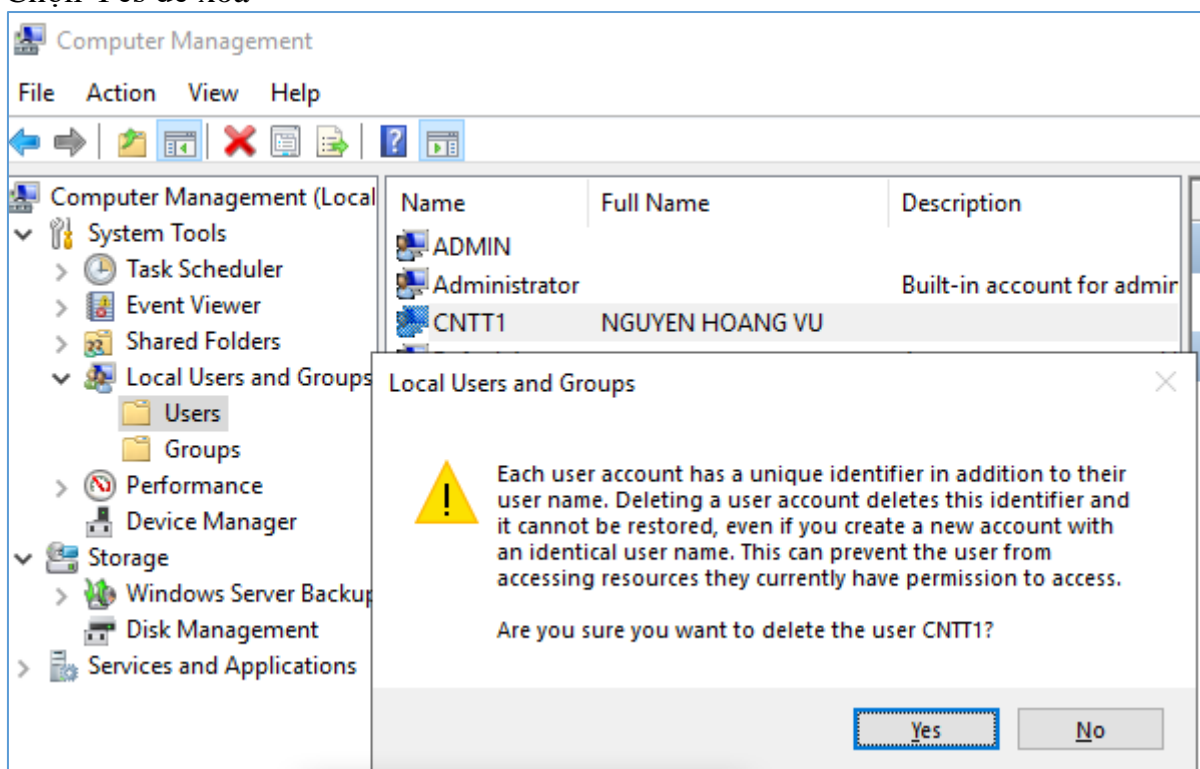 Chọn Yes để xóa
Computer Management
File Action View Help
Computer Management (Local
System Tools
Task Scheduler
Event Viewer
Shared Folders
Local Users and Groups
Users
Groups
Performance
Device Manager
Storage
Windows Server Backup
Disk Management
Services and Applications
Name Full Name Description
ADMIN
Administrator Built-in account for admin
CNTT1 NGUYEN HOANG VU
Local Users and Groups
Each user account has a unique identifier in addition to their
user name. Deleting a user account deletes this identifier and
it cannot be restored, even if you create a new account with
an identical user name. This can prevent the user from
accessing resources they currently have permission to access.
Are you sure you want to delete the user CNTT1?
Yes No